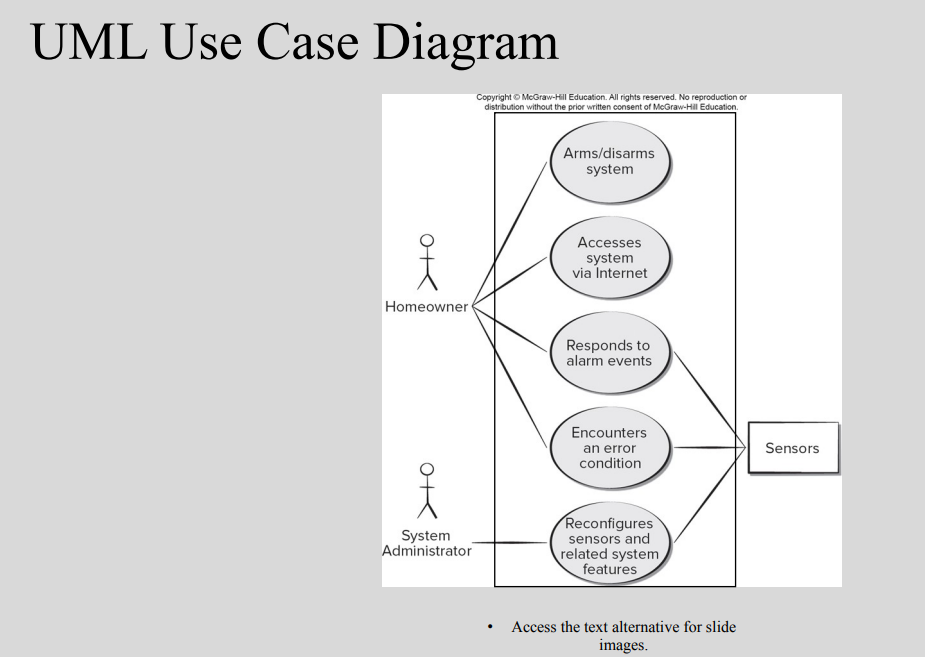 UML Use Case Diagram
Copyright © McGraw-Hill Education. All rights reserved. No reproduction or
distribution without the prior written consent of McGraw-Hill Education.
Arms/disarms
system
Accesses
system
via Internet
Homeowner
Responds to
alarm events
Encounters
an error
condition
Sensors
System
Administrator
Reconfigures
sensors and
related system
features
• Access the text alternative for slide
images.